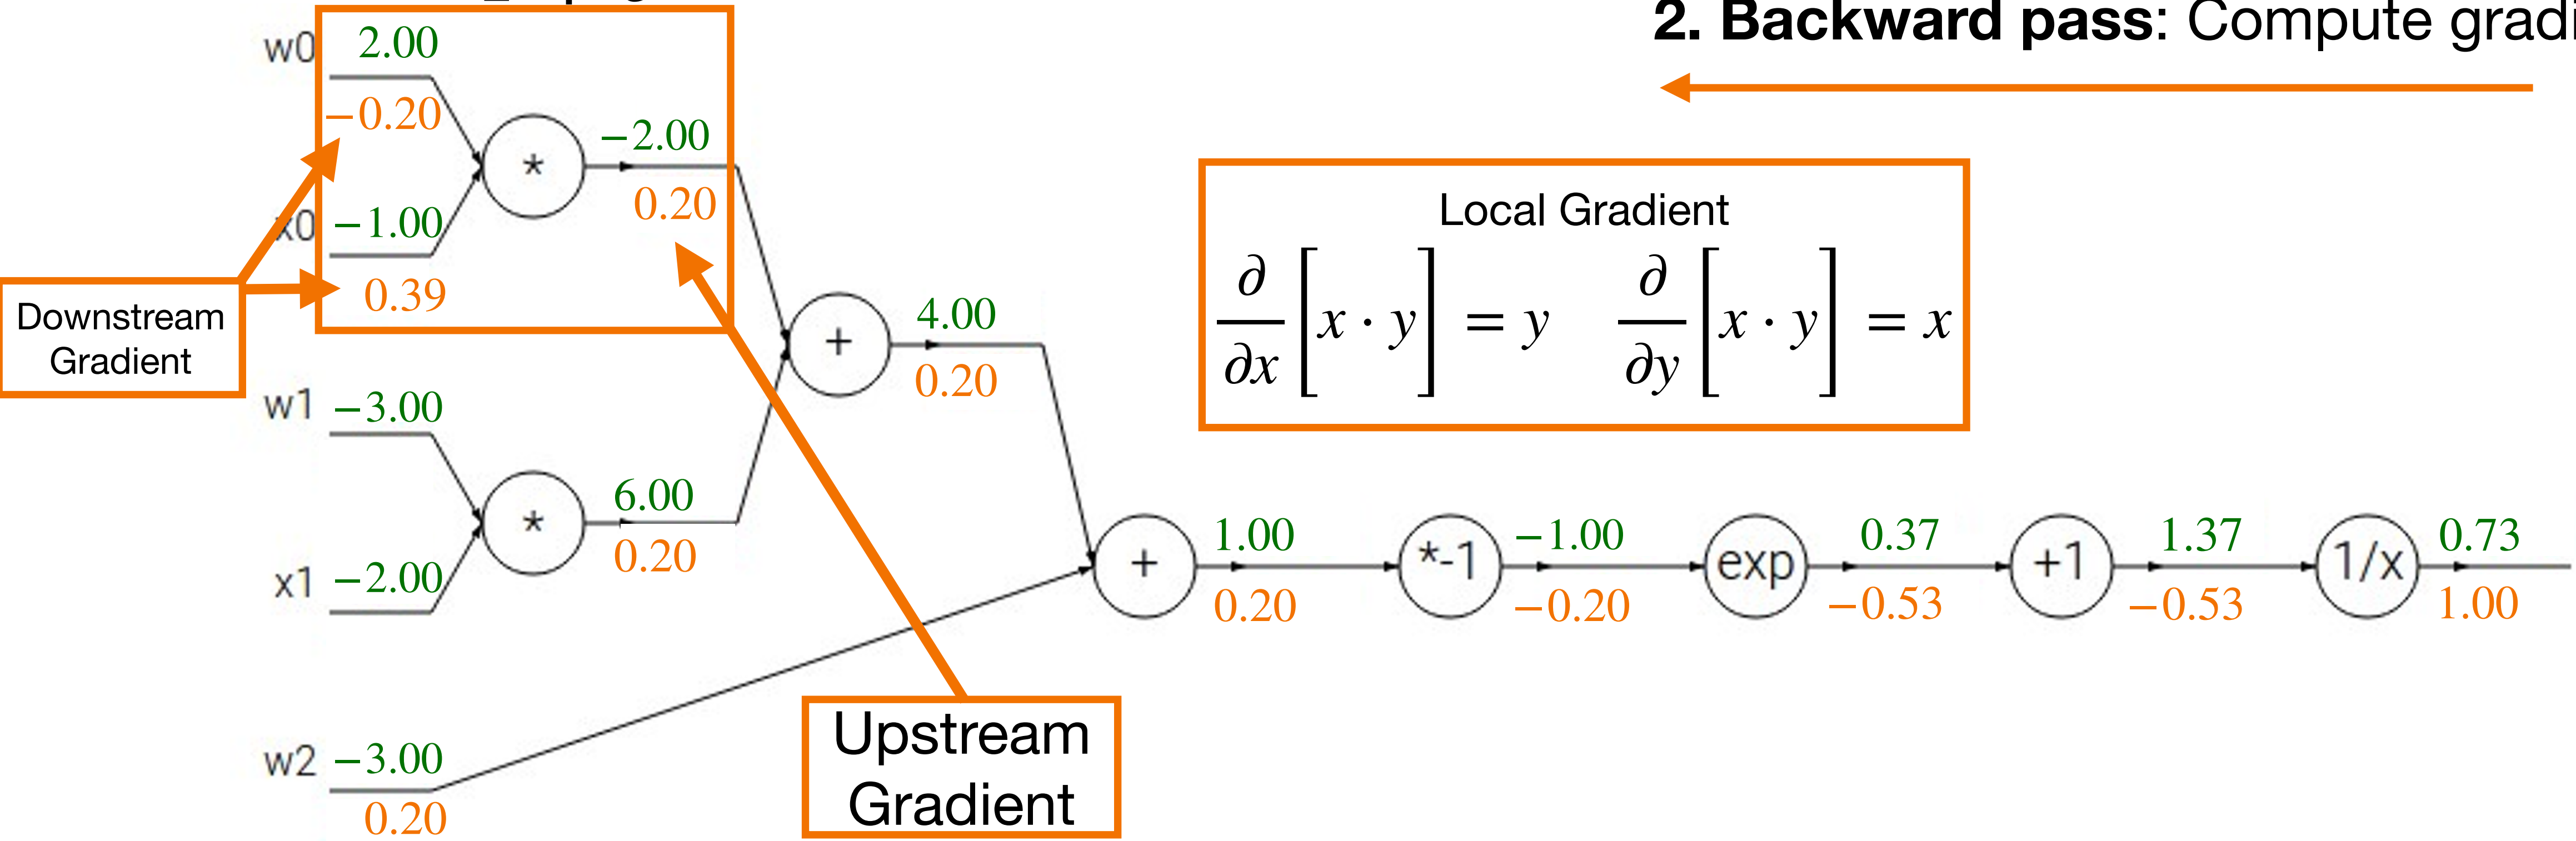 2. Backward pass: Compute gradi
w0 2.00
−0.20
*
−2.00
0.20
x0 −1.00
0.39
Downstream
Gradient
Local Gradient
∂/∂x [x · y] = y ∂/∂y [x · y] = x
+
4.00
0.20
w1 −3.00
*
6.00
0.20
x1 −2.00
+
1.00
0.20
*-1
−1.00
−0.20
exp
0.37
−0.53
+1
1.37
−0.53
1/x
0.73
1.00
w2 −3.00
0.20
Upstream
Gradient